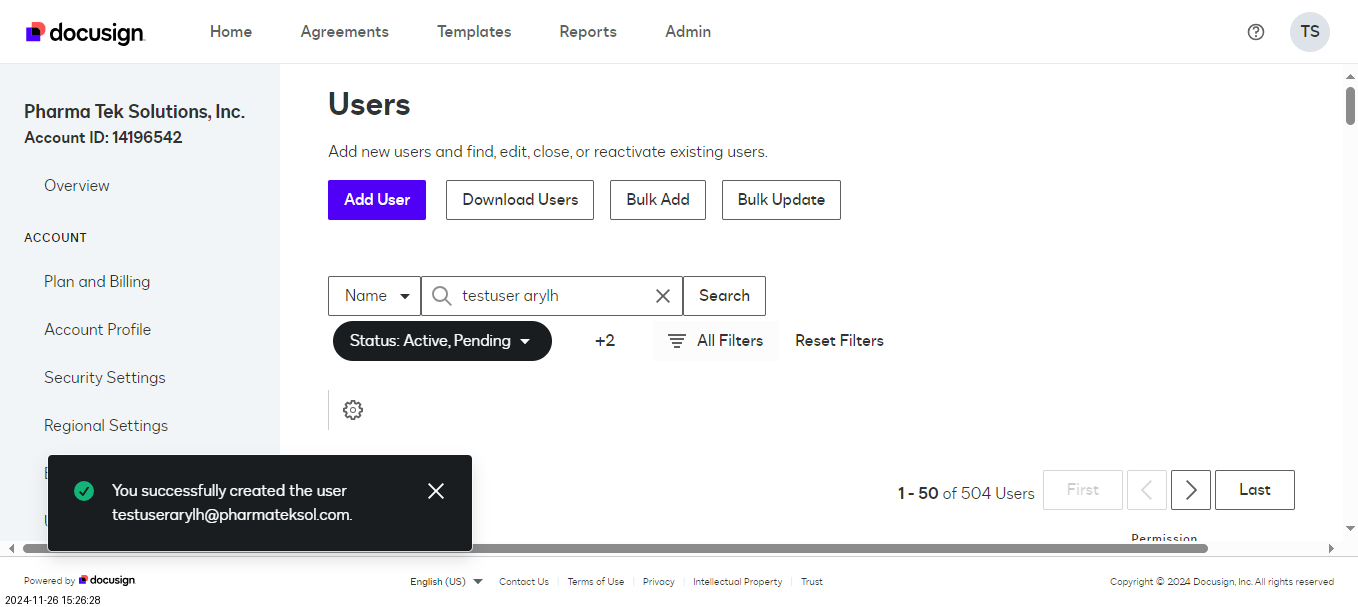 docusign
Home
Agreements
Templates
Reports
Admin
TS
Pharma Tek Solutions, Inc.
Account ID: 14196542
Overview
ACCOUNT
Plan and Billing
Account Profile
Security Settings
Regional Settings
Users
Add new users and find, edit, close, or reactivate existing users.
Add User
Download Users
Bulk Add
Bulk Update
Name
testuser arylh
Search
Status: Active, Pending
+2
All Filters
Reset Filters
You successfully created the user
testuserarylh@pharmateksol.com.
1 - 50 of 504 Users
First
Last
Permission
Powered by docusign
English (US)
Contact Us
Terms of Use
Privacy
Intellectual Property
Trust
Copyright © 2024 Docusign, Inc. All rights reserved
2024-11-26 15:26:28